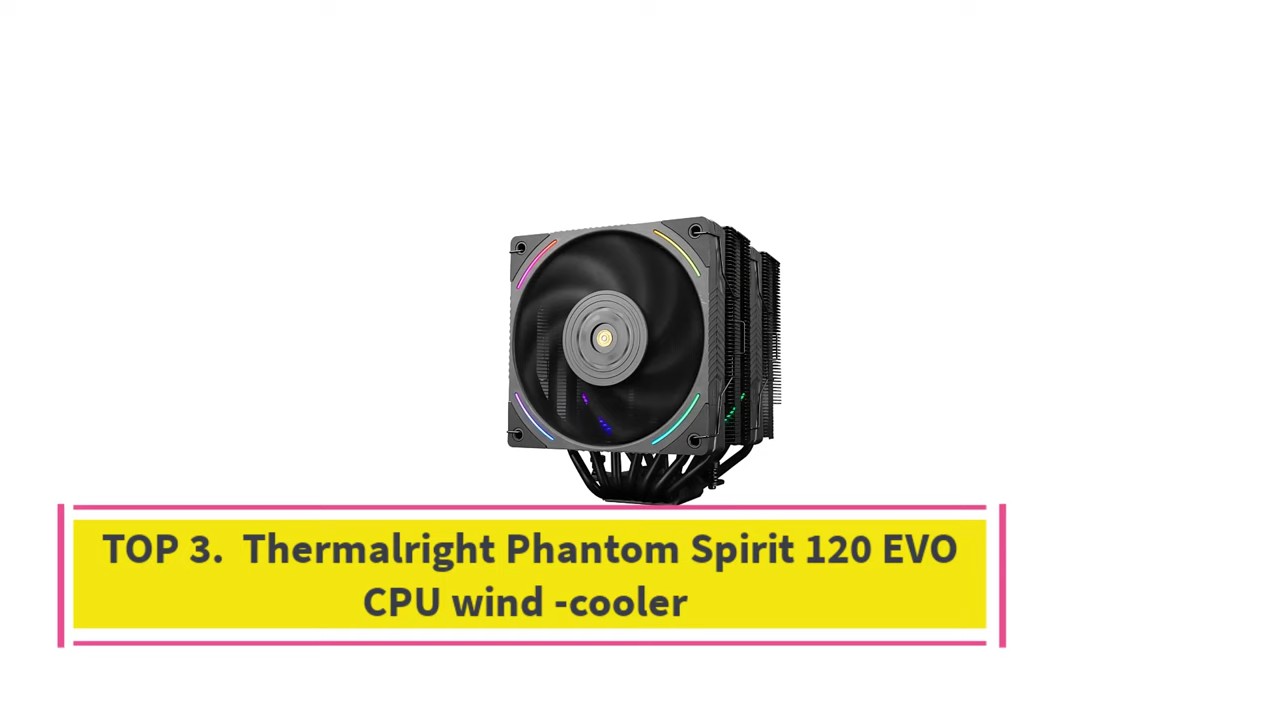 TOP 3.  Thermalright Phantom Spirit 120 EVO
CPU wind -cooler